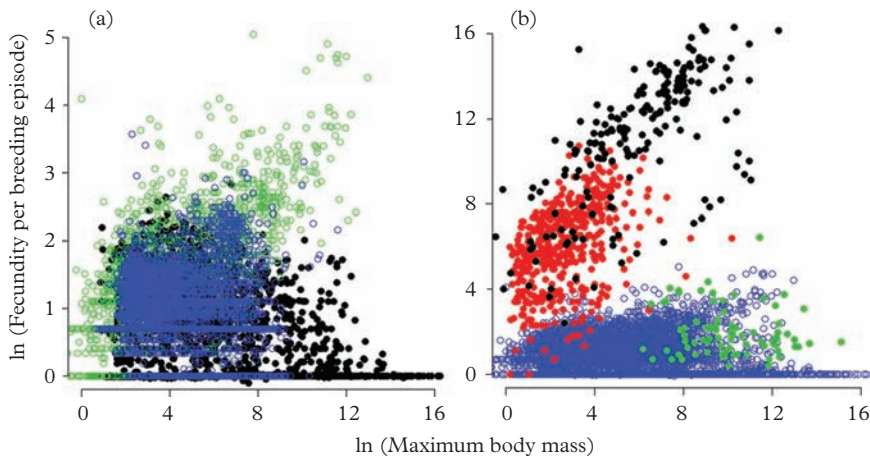 (a)
(b)
5
4
3
2
1
0
16
12
8
4
0
0 4 8 12 16
0 4 8 12 16
ln (Fecundity per breeding episode)
ln (Maximum body mass)